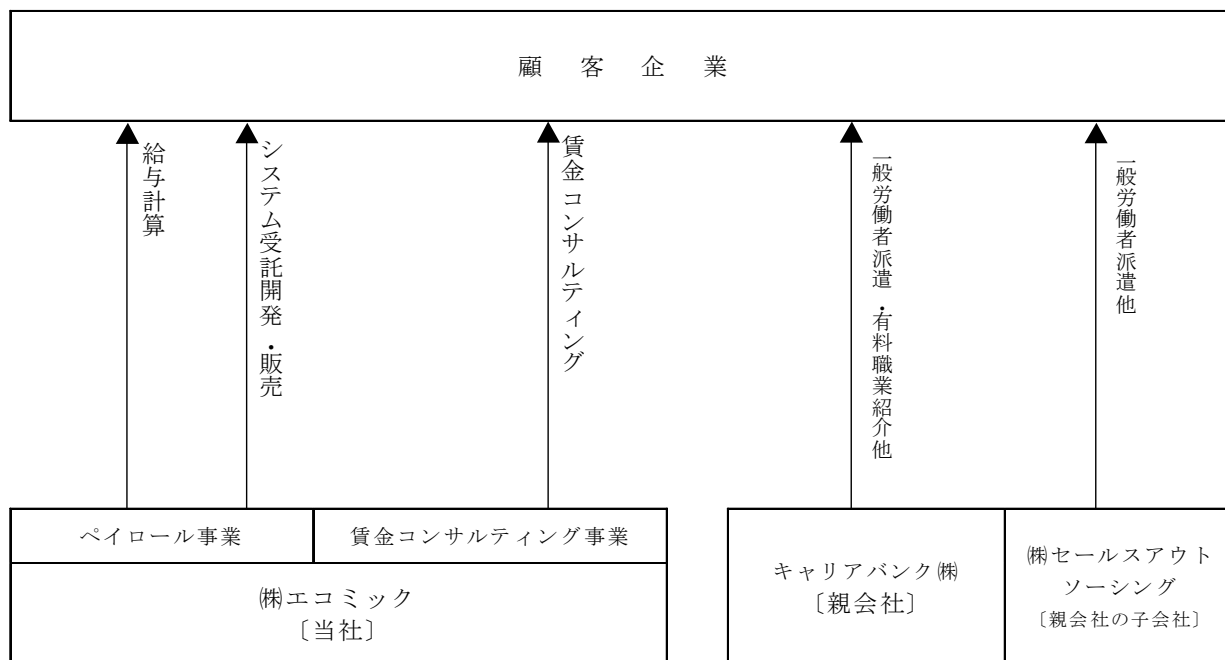 顧客企業
給与計算
システム受託開発・販売
賃金コンサルティング
一般労働者派遣・有料職業紹介他
一般労働者派遣他
ペイロール事業
賃金コンサルティング事業
㈱エコミック
〔当社〕
キャリアバンク㈱
〔親会社〕
㈱セールスアウト
ソーシング
〔親会社の子会社〕